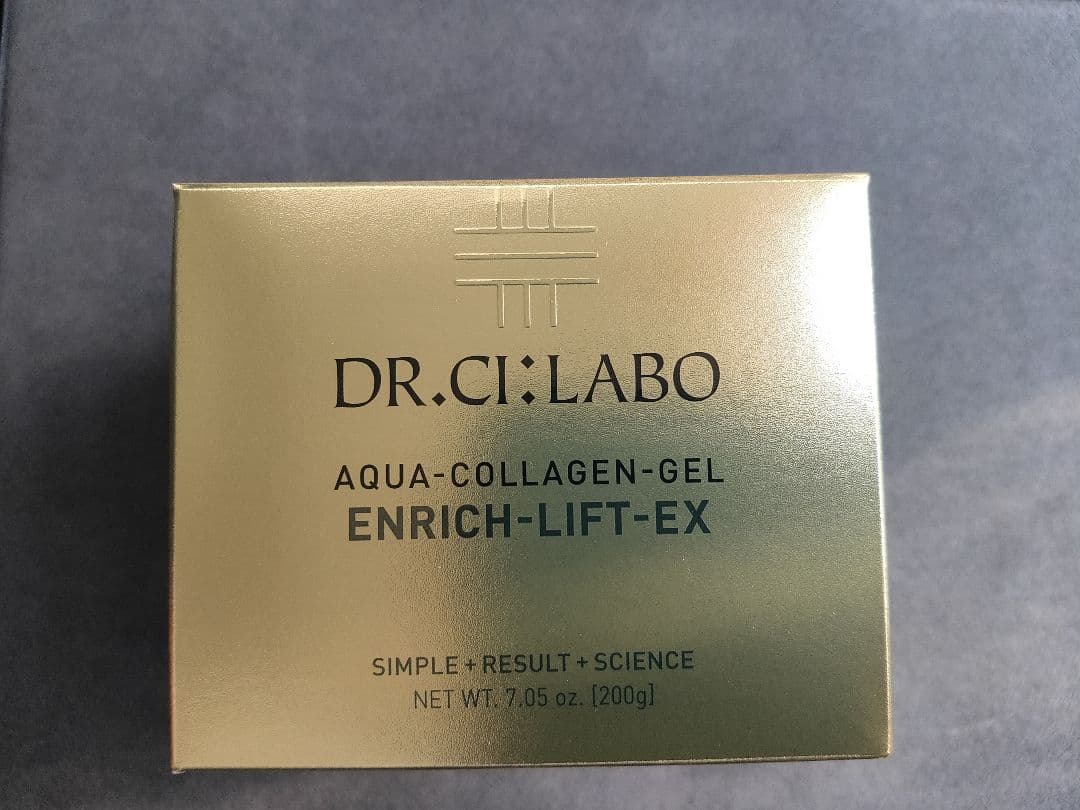 DR.CI:LABO
AQUA-COLLAGEN-GEL
ENRICH-LIFT-EX
SIMPLE + RESULT + SCIENCE
NET WT. 7.05 oz. [200g]